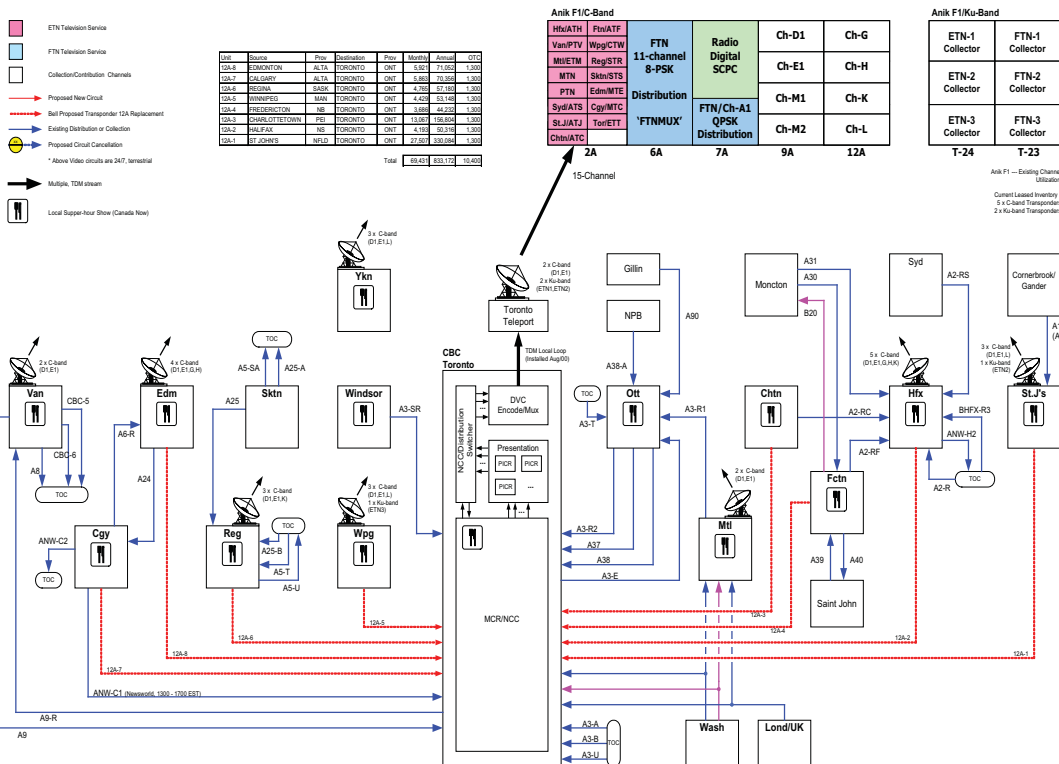 ETN Television Service
FTN Television Service
Collection/Contribution Channels
Proposed New Circuit
Bell Proposed Transponder 12A Replacement
Existing Distribution or Collection
Proposed Circuit Cancellation
* Above Video circuits are 24/7, terrestrial
Multiple, TDM stream
Local Supper-hour Show (Canada Now)
Unit Source Prov Destination Prov Monthly Annual OTC
12A-8 EDMONTON ALTA TORONTO ONT 5,921 71,052 1,300
12A-7 CALGARY ALTA TORONTO ONT 5,863 70,356 1,300
12A-6 REGINA SASK TORONTO ONT 4,765 57,180 1,300
12A-5 WINNIPEG MAN TORONTO ONT 4,429 53,148 1,300
12A-4 FREDERICTON NB TORONTO ONT 3,686 44,232 1,300
12A-3 CHARLOTTETOWN PEI TORONTO ONT 13,067 156,804 1,300
12A-2 HALIFAX NS TORONTO ONT 4,193 50,316 1,300
12A-1 ST JOHN'S NFLD TORONTO ONT 27,507 330,084 1,300
Total 69,431 833,172 10,400
Anik F1/C-Band
Hfx/ATH Ftn/ATF
Van/PTV Wpg/CTW
Mtl/ETM Reg/STR
MTN Sktn/STS
PTN Edm/MTE
Syd/ATS Cgy/MTC
St.J/ATJ Tor/ETT
Chtn/ATC
FTN
11-channel
8-PSK
Distribution
'FTNMUX'
Radio
Digital
SCPC
FTN/Ch-A1
QPSK
Distribution
Ch-D1 Ch-G
Ch-E1 Ch-H
Ch-M1 Ch-K
Ch-M2 Ch-L
2A 6A 7A 9A 12A
15-Channel
Anik F1/Ku-Band
ETN-1
Collector
FTN-1
Collector
ETN-2
Collector
FTN-2
Collector
ETN-3
Collector
FTN-3
Collector
T-24 T-23
Anik F1 --- Existing Channel
Utilization
Current Leased Inventory
5 x C-band Transponders
2 x Ku-band Transponders
3 x C-band
(D1,E1,L)
Ykn
2 x C-band
(D1,E1)
2 x Ku-band
(ETN1,ETN2)
Toronto
Teleport
TDM Local Loop
(Installed Aug/00)
CBC
Toronto
NCC/Distribution
Switcher
DVC
Encode/Mux
...
Presentation
PICR PICR
PICR ...
...
...
MCR/NCC
2 x C-band
(D1,E1)
Van
CBC-5
CBC-6
A8
TOC
4 x C-band
(D1,E1,G,H)
Edm
A6-R
A24
TOC
A5-SA A25-A
Sktn
A25
Windsor
A3-SR
ANW-C2
TOC
Cgy
3 x C-band
(D1,E1,K)
Reg
TOC
A25-B
A5-T
A5-U
3 x C-band
(D1,E1,L)
1 x Ku-band
(ETN3)
Wpg
12A-5
12A-6
12A-8
12A-7
ANW-C1 (Newsworld, 1300 - 1700 EST)
A9-R
A9
Gillin
NPB
A90
A38-A
TOC
A3-T
Ott
A3-R1
A3-R2
A37
A38
A3-E
2 x C-band
(D1,E1)
Mtl
A3-A
A3-B
A3-U
TOC
Wash
Lond/UK
Moncton
A31
A30
B20
Chtn
A2-RC
A2-RF
Fctn
A39
A40
Saint John
12A-3
12A-4
12A-2
12A-1
Syd
A2-RS
5 x C-band
(D1,E1,G,H,K)
Hfx
BHFX-R3
ANW-H2
A2-R
TOC
Cornerbrook/
Gander
3 x C-band
(D1,E1,L)
1 x Ku-band
(ETN2)
St.J's